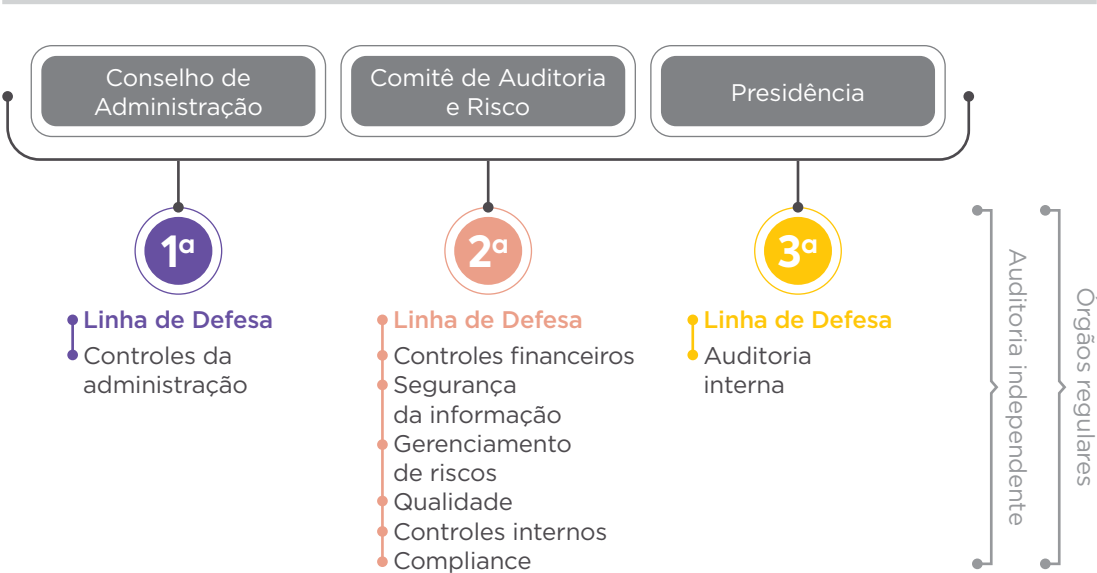 Conselho de
Administração
Comitê de Auditoria
e Risco
Presidência
1ª
Linha de Defesa
Controles da
administração
2ª
Linha de Defesa
Controles financeiros
Segurança
da informação
Gerenciamento
de riscos
Qualidade
Controles internos
Compliance
3ª
Linha de Defesa
Auditoria
interna
Auditoria independente
Órgãos regulares